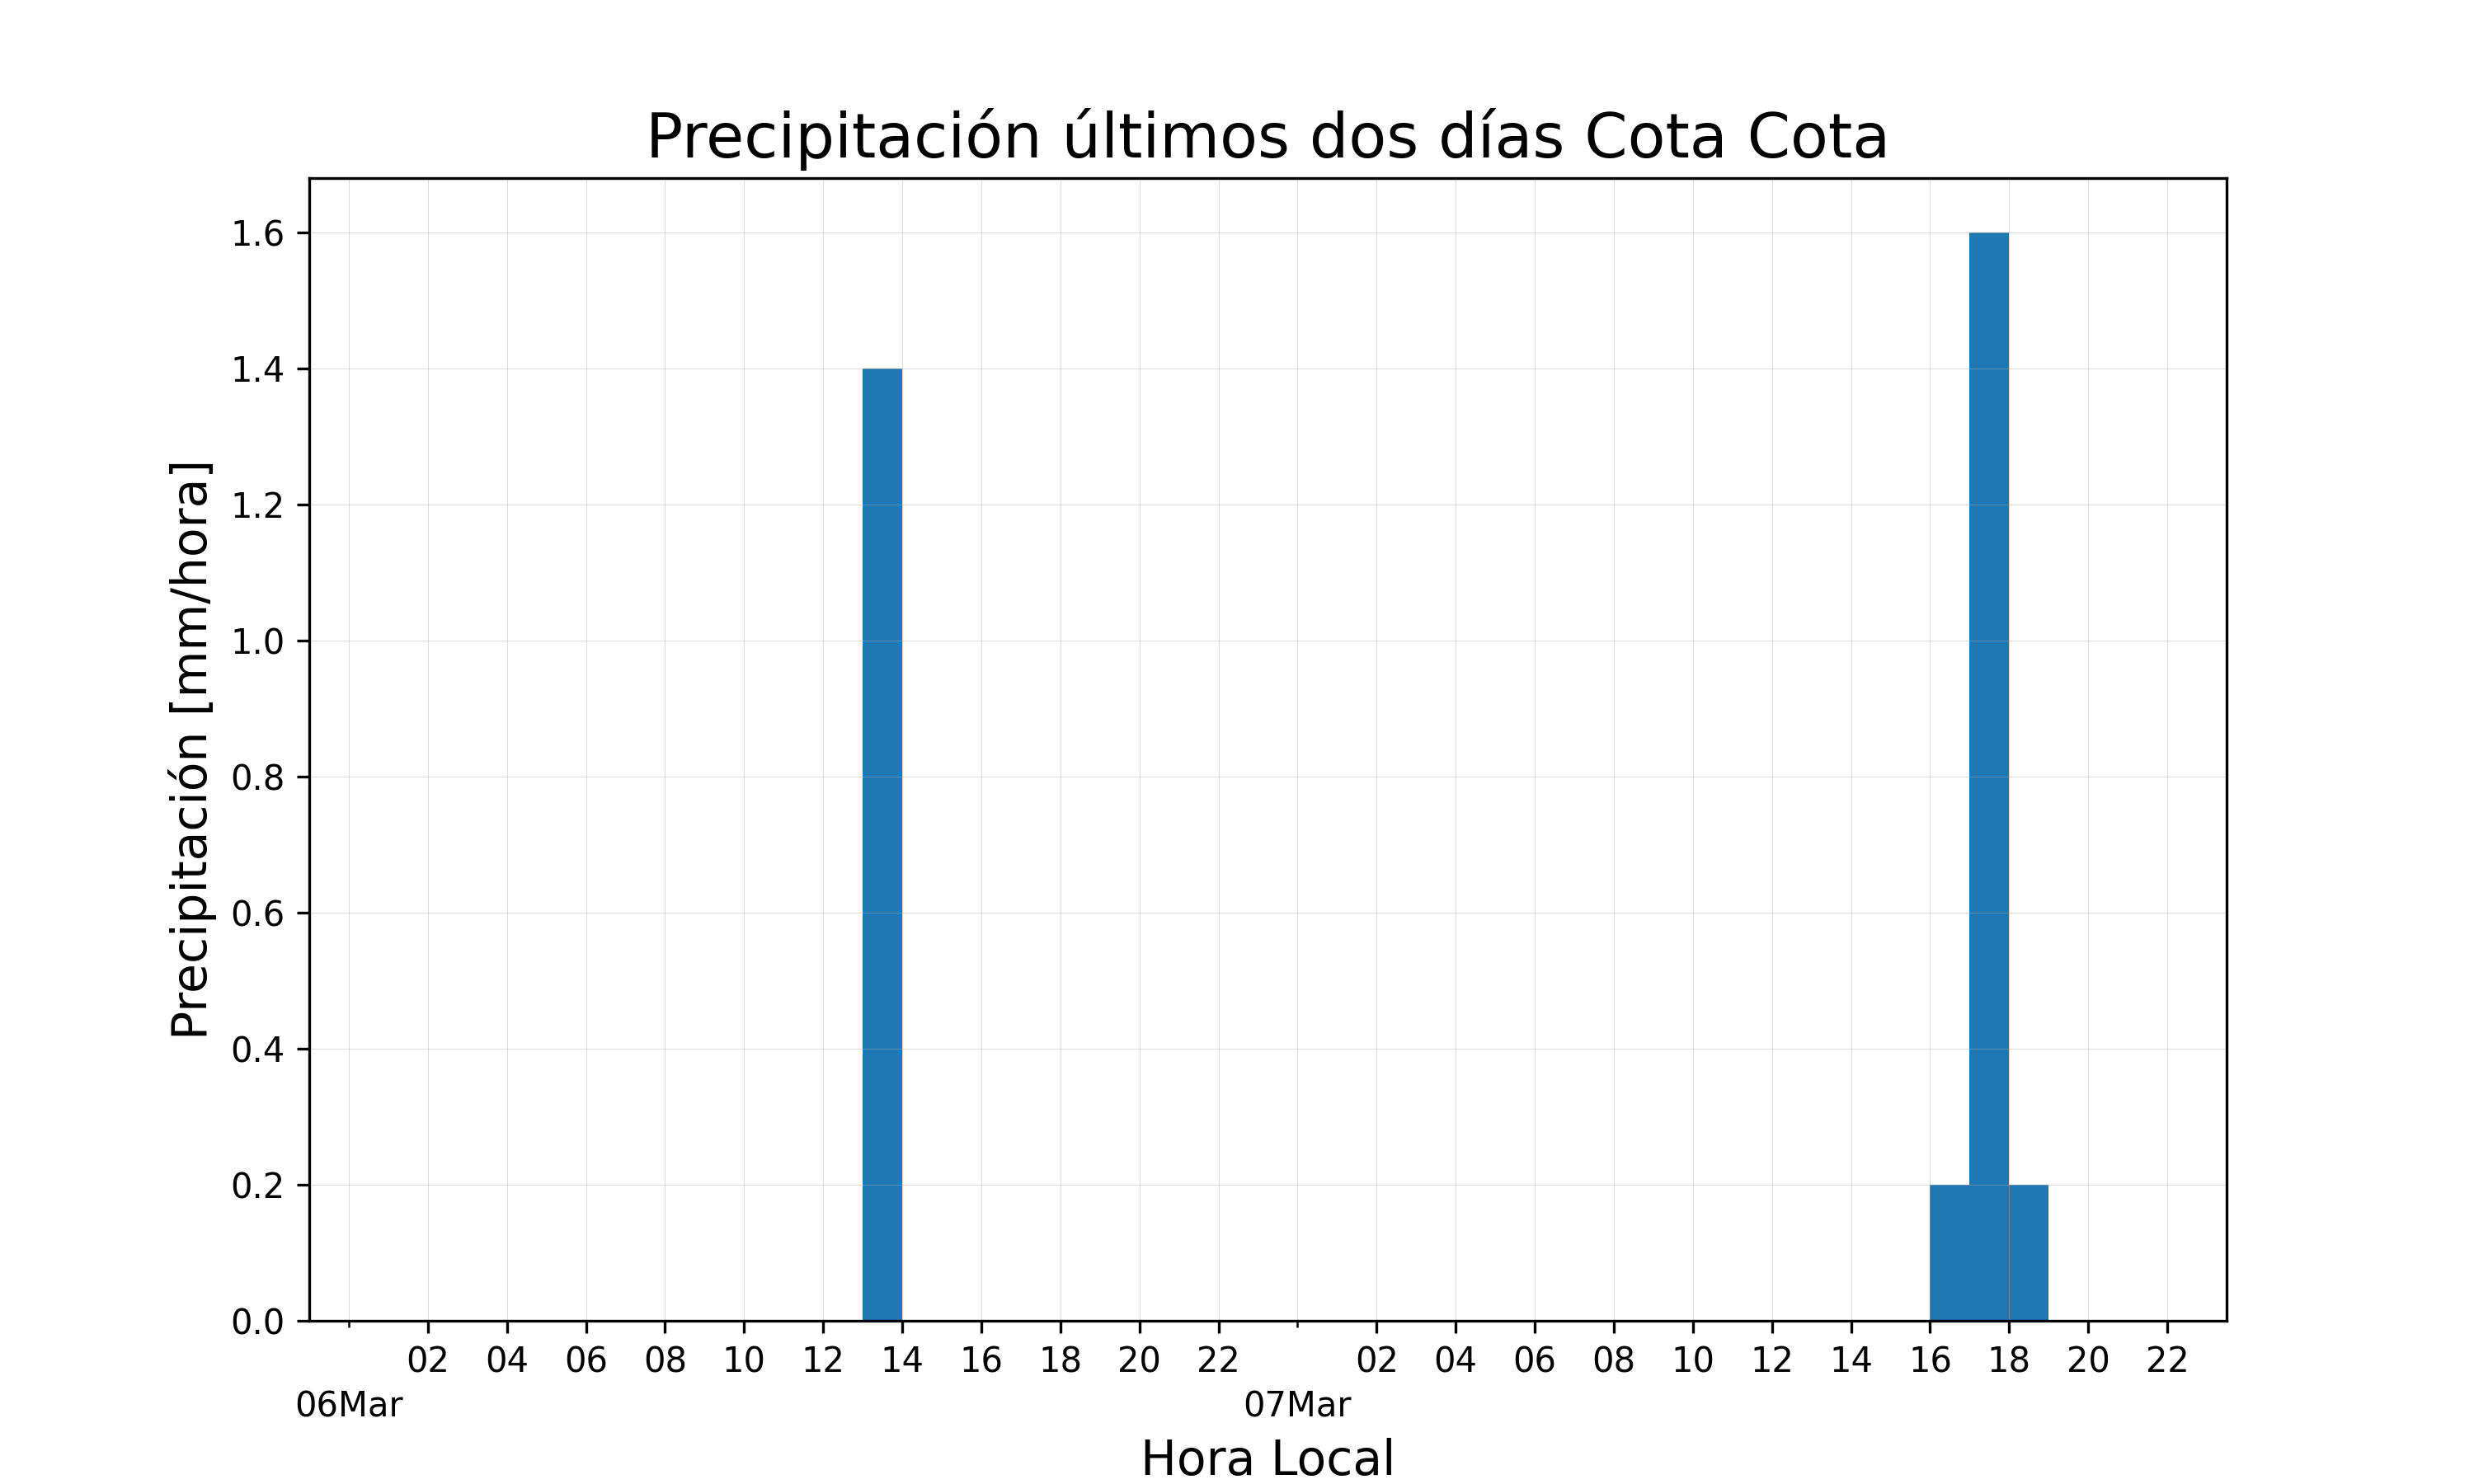 Precipitación últimos dos días Cota Cota
Precipitación [mm/hora]
1.6
1.4
1.2
1.0
0.8
0.6
0.4
0.2
0.0
02 04 06 08 10 12 14 16 18 20 22 02 04 06 08 10 12 14 16 18 20 22
06Mar 07Mar
Hora Local